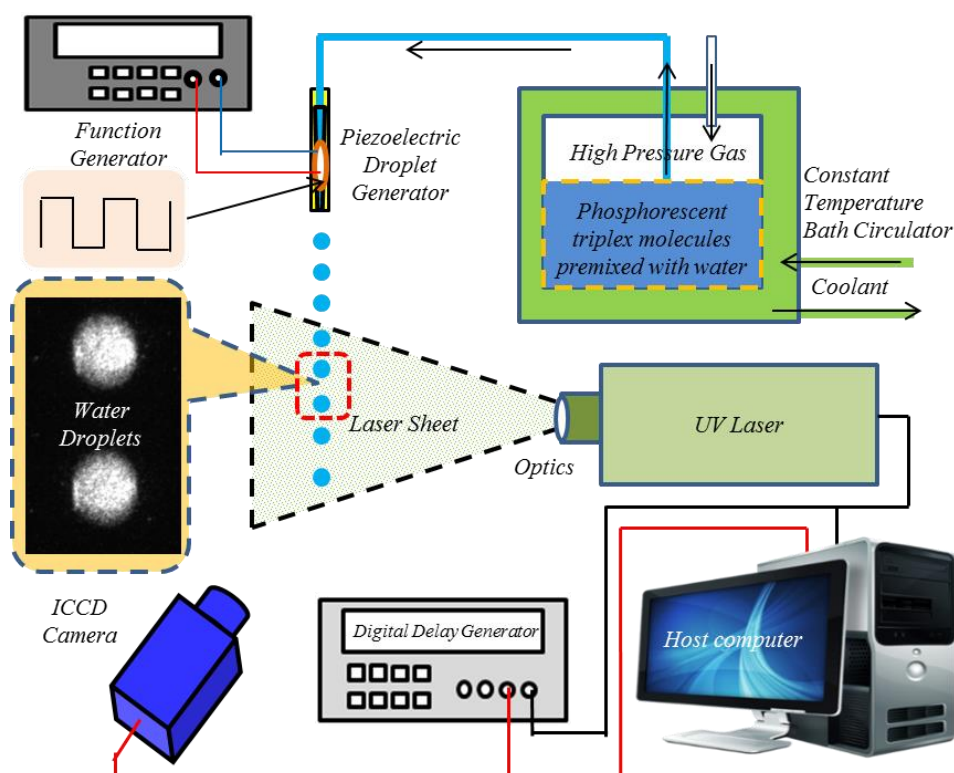 Function
Generator
Piezoelectric
Droplet
Generator
High Pressure Gas
Phosphorescent
triplex molecules
premixed with water
Constant
Temperature
Bath Circulator
Coolant
Water
Droplets
Laser Sheet
Optics
UV Laser
ICCD
Camera
Digital Delay Generator
Host computer